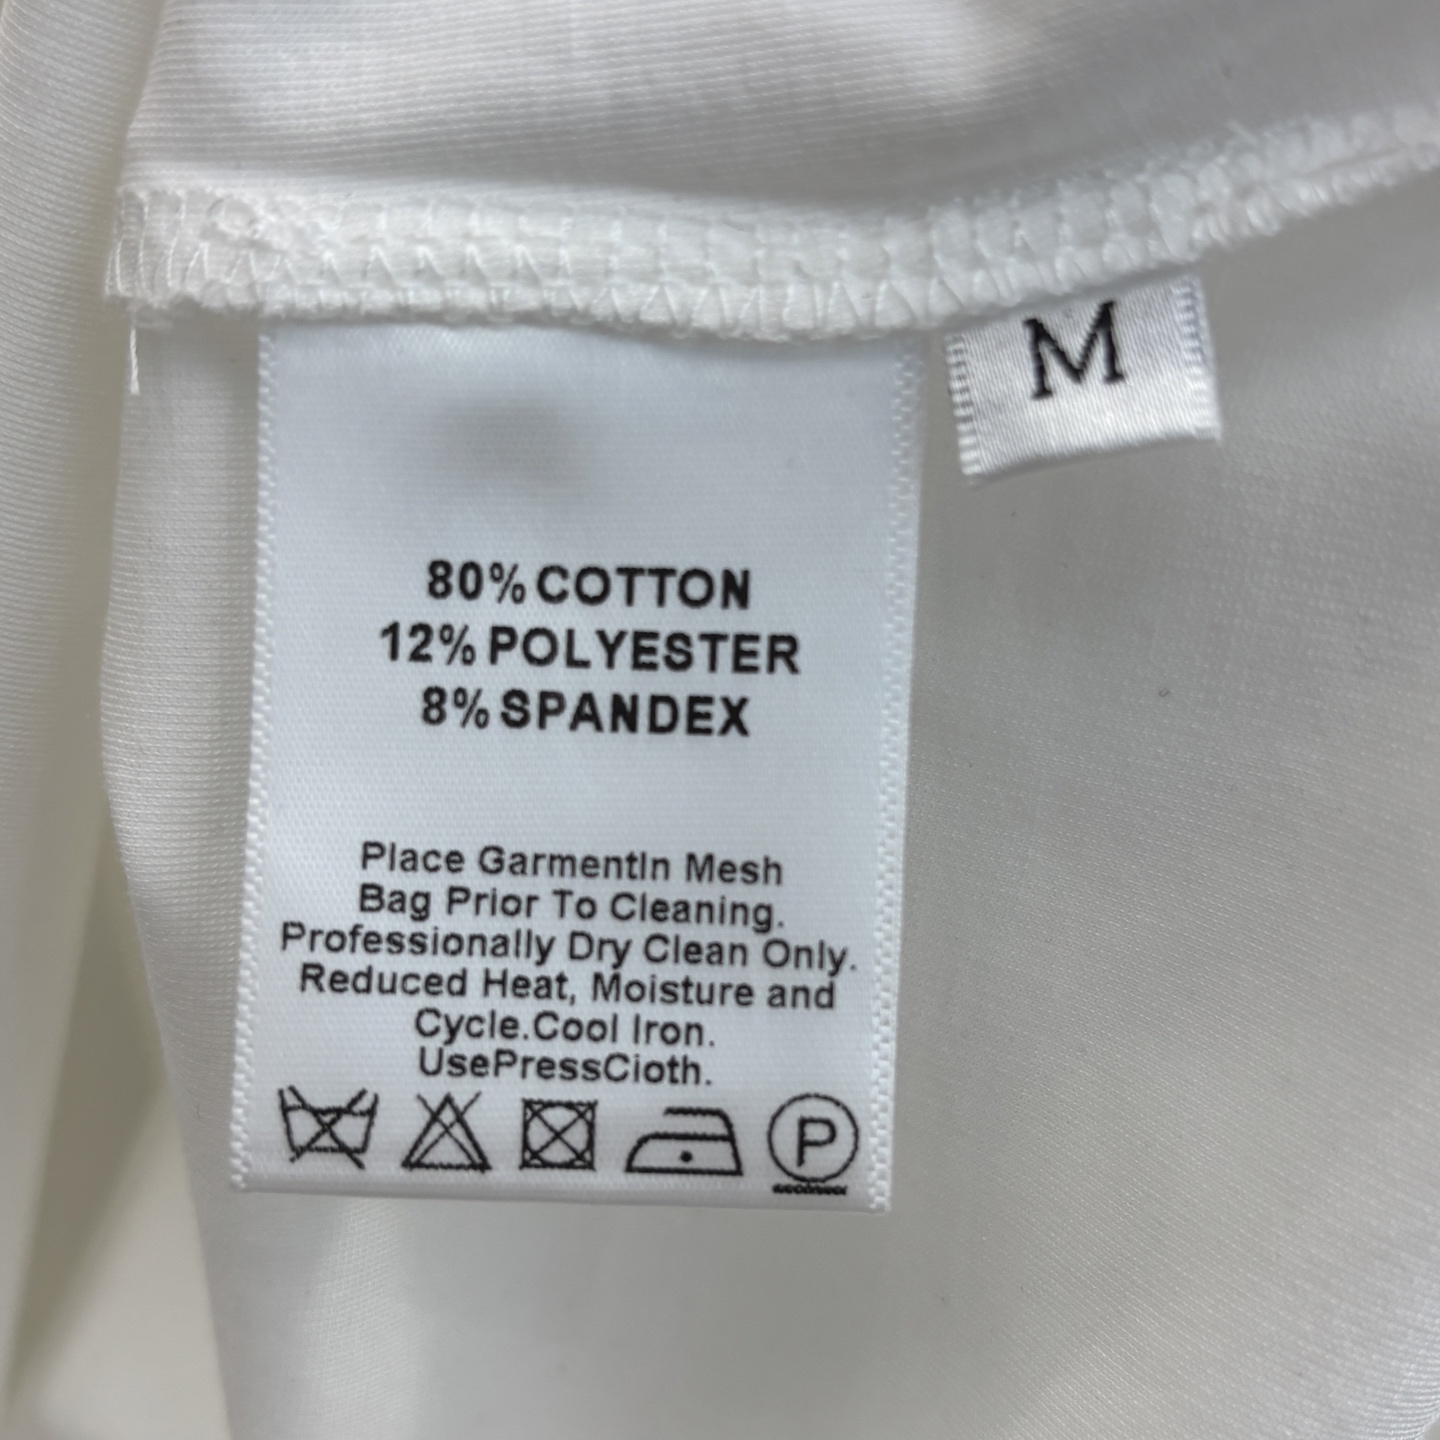 M
80% COTTON
12% POLYESTER
8% SPANDEX
Place GarmentIn Mesh
Bag Prior To Cleaning.
Professionally Dry Clean Only.
Reduced Heat, Moisture and
Cycle.Cool Iron.
UsePressCioth.
P